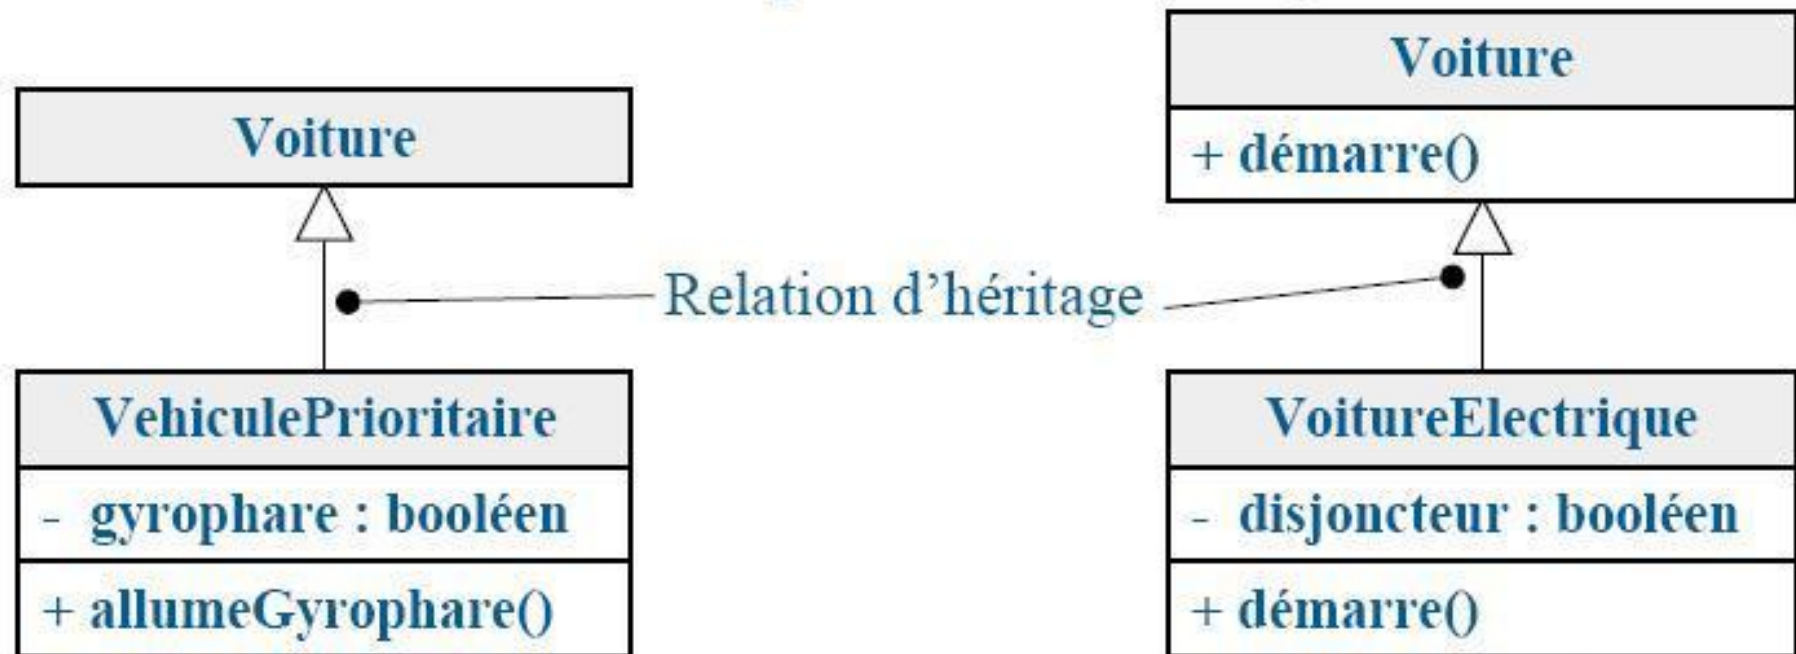 Voiture
VehiculePrioritaire
- gyrophare : booléen
+ allumeGyrophare()
Relation d’héritage
Voiture
+ démarre()
VoitureElectrique
- disjoncteur : booléen
+ démarre()